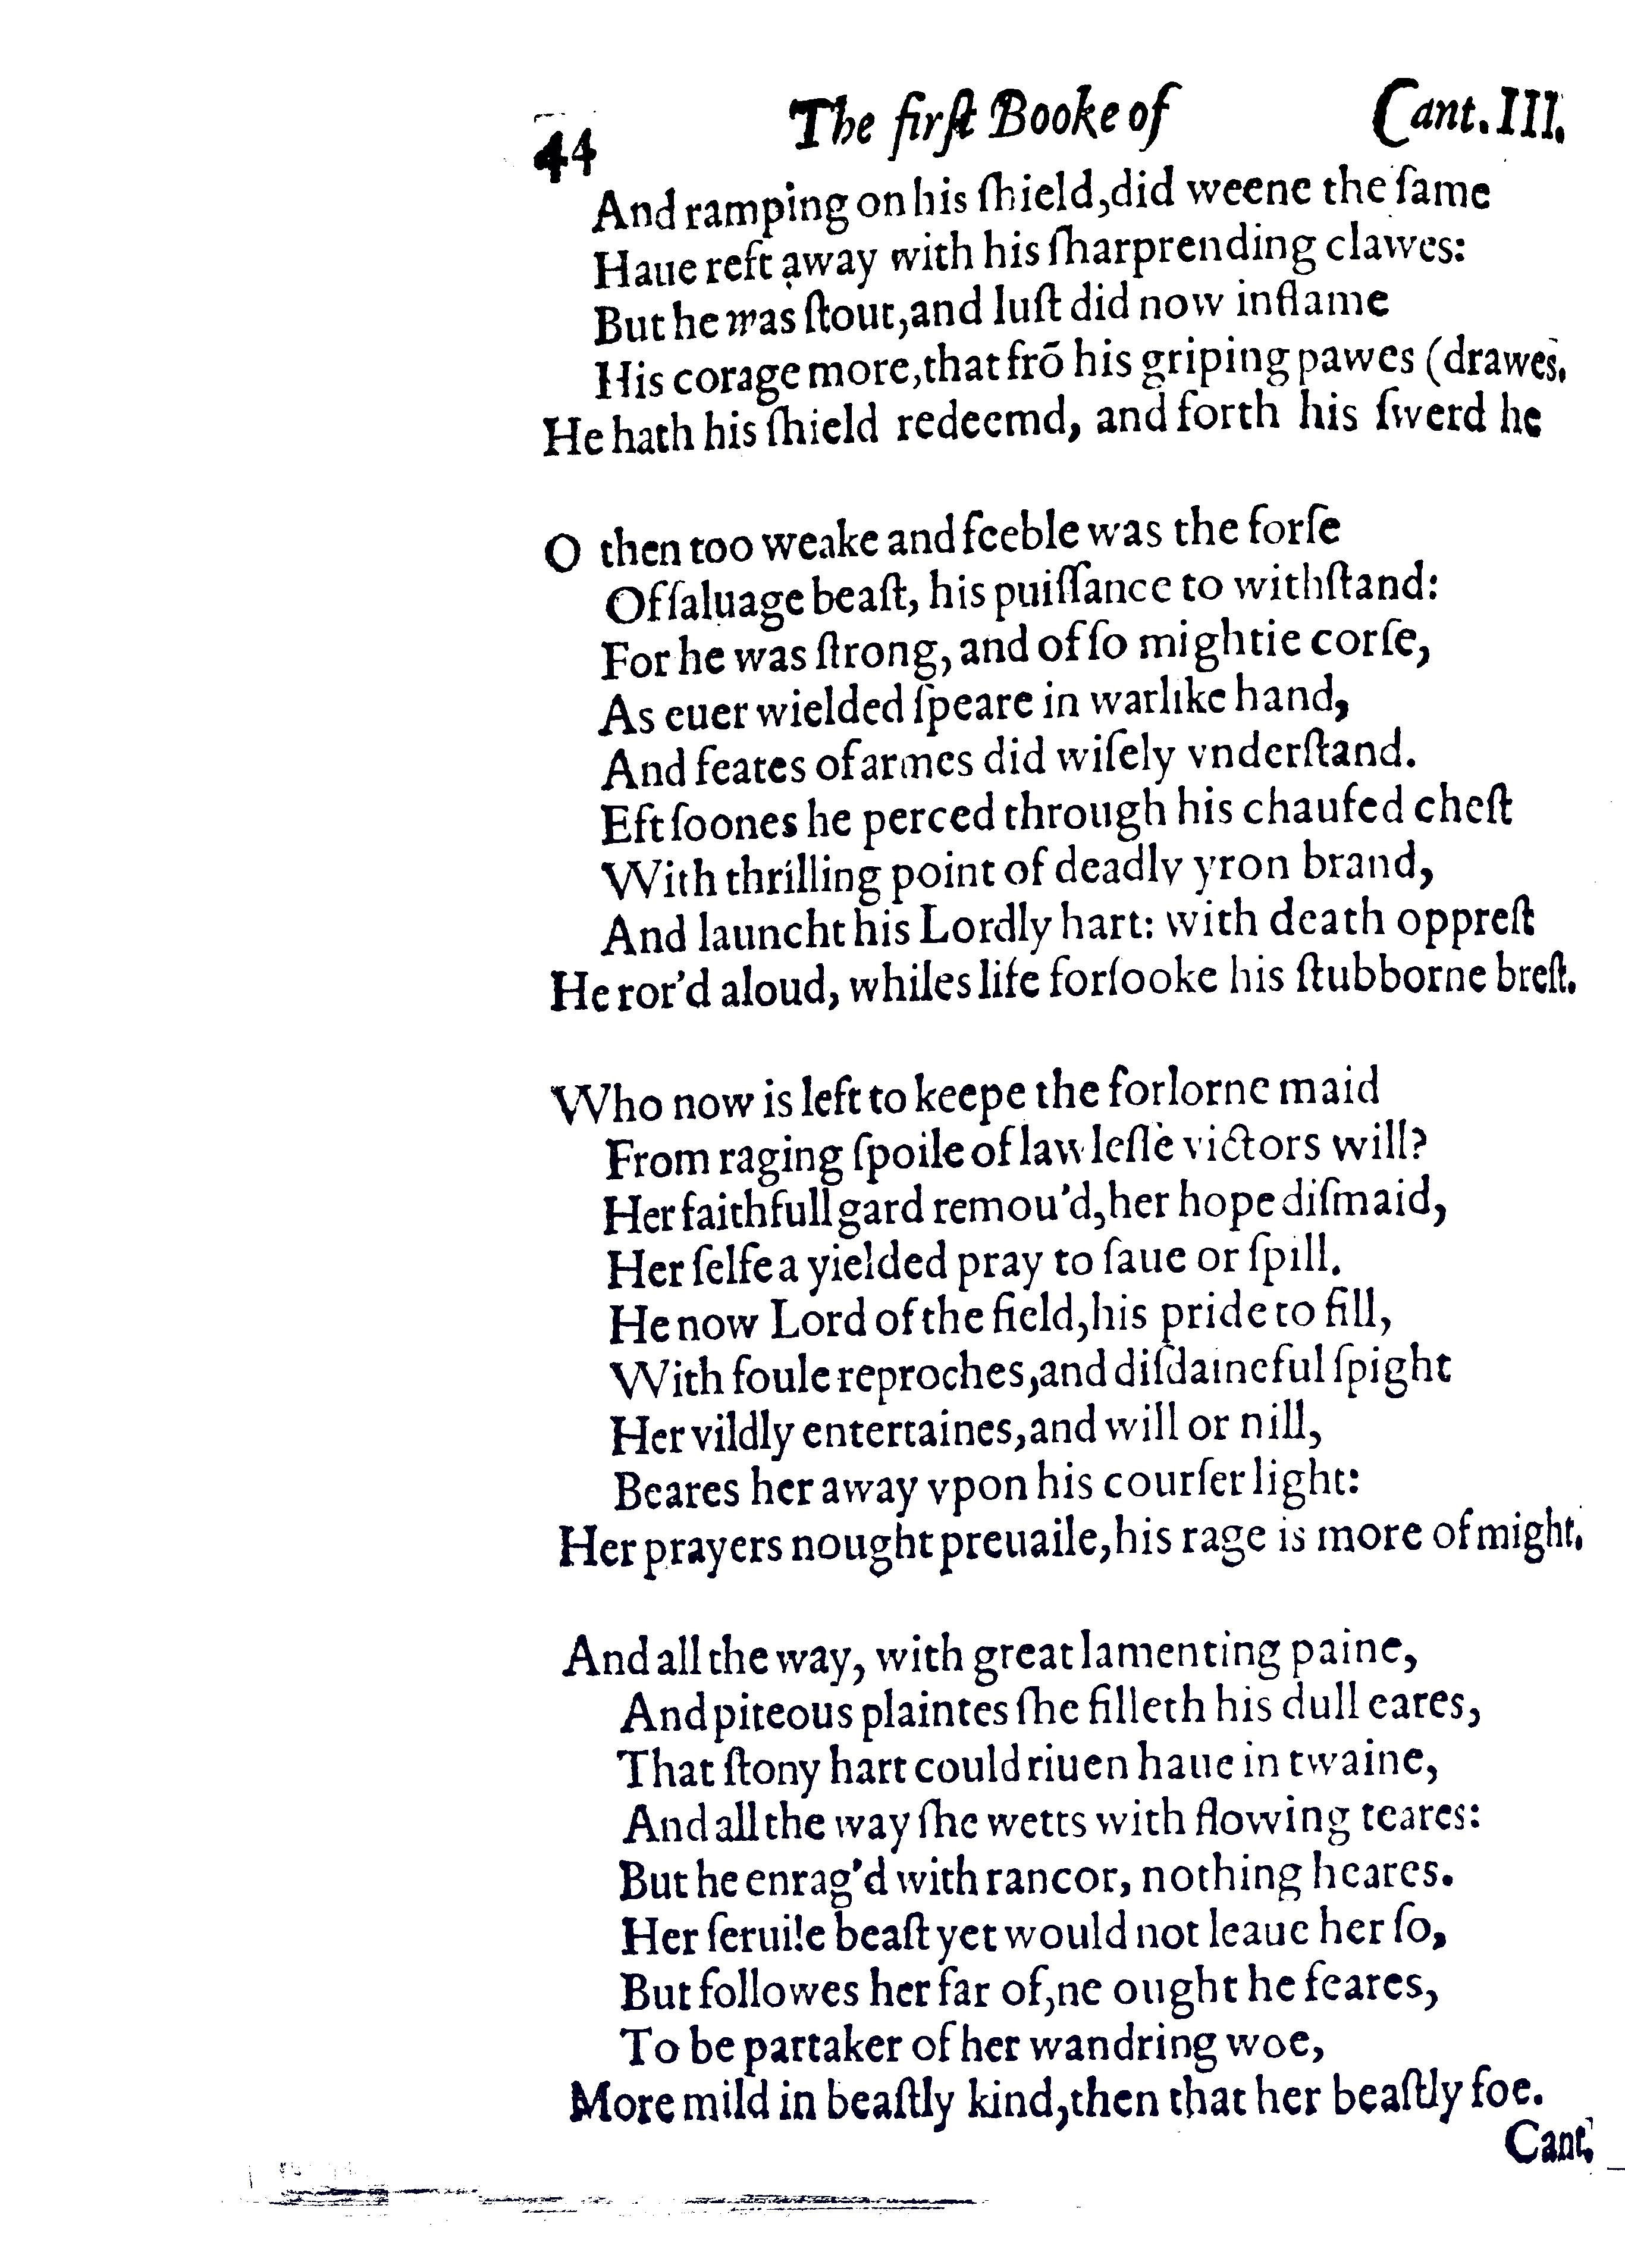 44 The firſt Booke of Cant. III.
And ramping on his ſhield, did weene the ſame
Haue reft away with his ſharprending clawes:
But he was ſtout, and luſt did now inflame
His corage more, that frõ his griping pawes (drawes.
He hath his ſhield redeemd, and forth his ſwerd he
O then too weake and feeble was the forſe
Of ſaluage beaſt, his puiſſance to withſtand:
For he was ſtrong, and of ſo mightie corſe,
As euer wielded ſpeare in warlike hand,
And feates of armes did wiſely vnderſtand.
Eft ſoones he perced through his chaufed cheſt
With thrilling point of deadly yron brand,
And launcht his Lordly hart: with death oppreſt
He ror'd aloud, whiles life forſooke his ſtubborne breſt.
Who now is left to keepe the forlorne maid
From raging ſpoile of lawleſſe victors will?
Her faithfull gard remou'd, her hope diſmaid,
Her ſelfe a yielded pray to ſaue or ſpill.
He now Lord of the field, his pride to fill,
With foule reproches, and diſdaineful ſpight
Her vildly entertaines, and will or nill,
Beares her away vpon his courſer light:
Her prayers nought preuaile, his rage is more of might.
And all the way, with great lamenting paine,
And piteous plaintes ſhe filleth his dull eares,
That ſtony hart could riuen haue in twaine,
And all the way ſhe wetts with flowing teares:
But he enrag'd with rancor, nothing heares.
Her ſeruile beaſt yet would not leaue her ſo,
But followes her far of, ne ought he feares,
To be partaker of her wandring woe,
More mild in beaſtly kind, then that her beaſtly foe.
Cant.